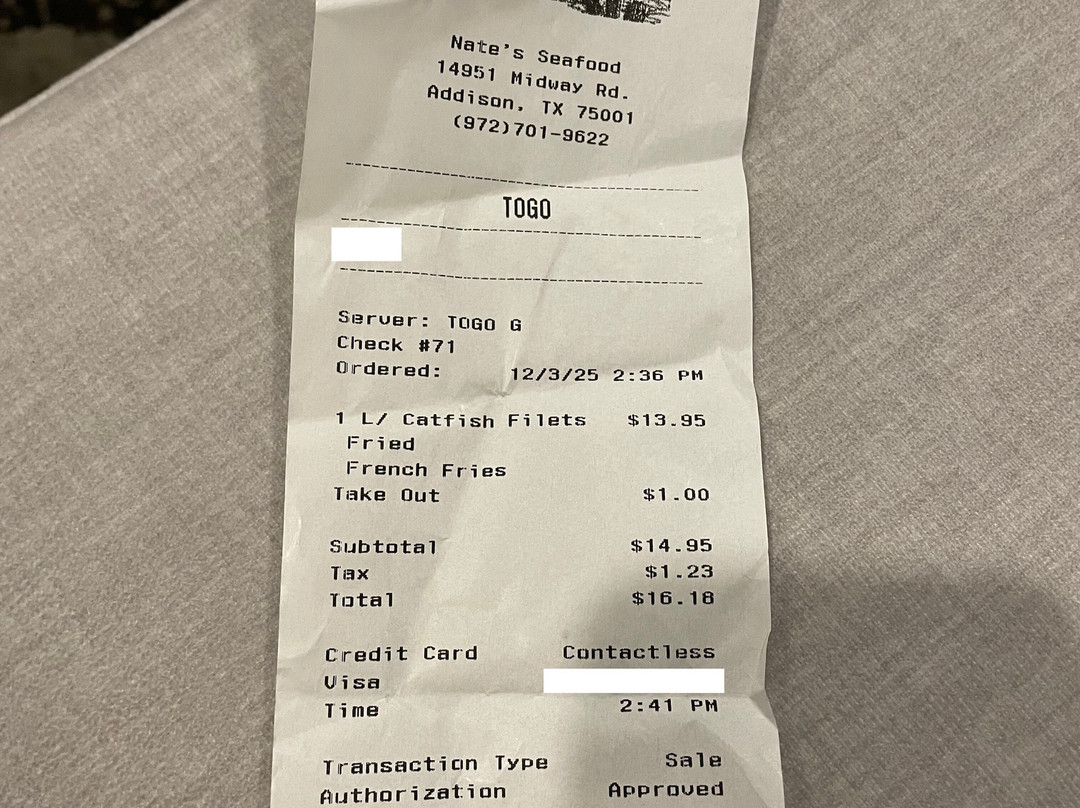 Nate's Seafood
14951 Midway Rd.
Addison, TX 75001
(972)701-9622
TOGO
Server: TOGO G
Check #71
Ordered: 12/3/25 2:36 PM
1 L/ Catfish Filets $13.95
Fried
French Fries
Take Out $1.00
Subtotal $14.95
Tax $1.23
Total $16.18
Credit Card Contactless
Visa
Time 2:41 PM
Transaction Type Sale
Authorization Approved